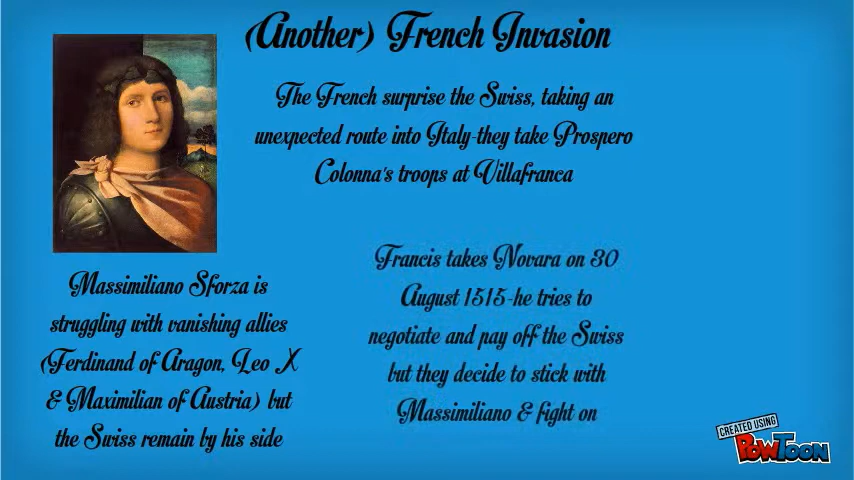 (Another) French Invasion
The French surprise the Swiss, taking an
unexpected route into Italy-they take Prospero
Colonna's troops at Villafranca
Massimiliano Sforza is
struggling with vanishing allies
(Ferdinand of Aragon, Leo X
& Maximilian of Austria) but
the Swiss remain by his side
Francis takes Novara on 30
August 1515-he tries to
negotiate and pay off the Swiss
but they decide to stick with
Massimiliano & fight on
CREATED USING
POWTOON